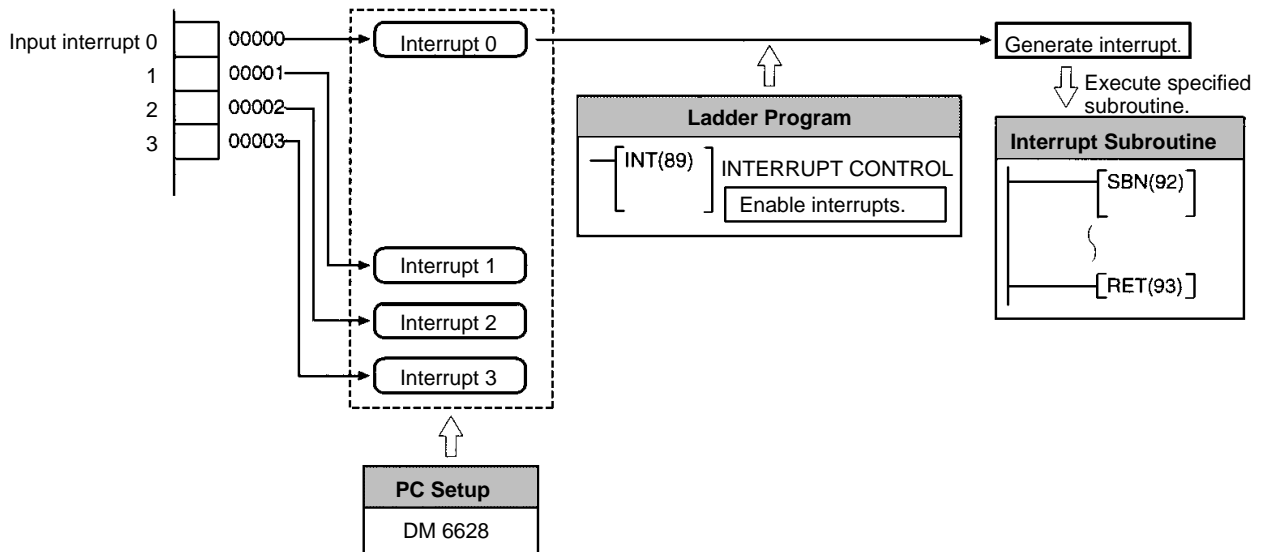 Input interrupt 0
00000
Interrupt 0
Generate interrupt.
1
00001
2
00002
3
00003
Execute specified
subroutine.
Ladder Program
INT(89)
INTERRUPT CONTROL
Enable interrupts.
Interrupt Subroutine
SBN(92)
RET(93)
Interrupt 1
Interrupt 2
Interrupt 3
PC Setup
DM 6628